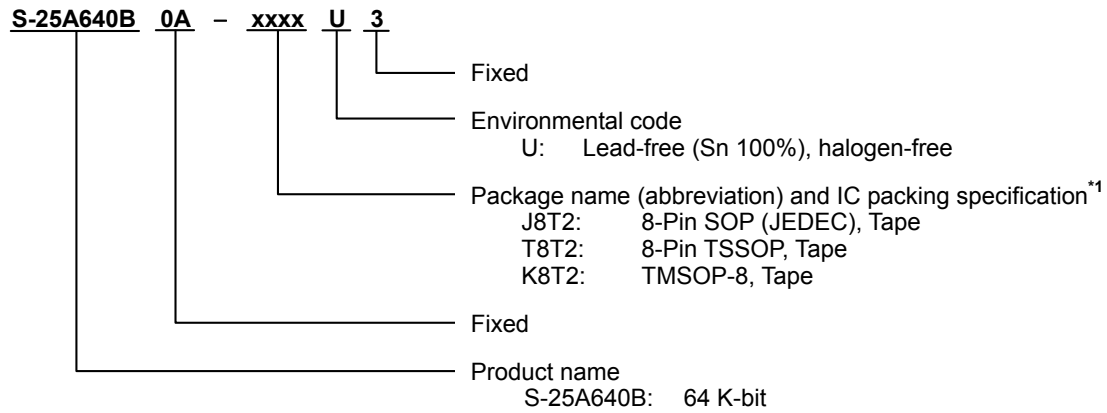 S-25A640B 0A – xxxx U 3
Fixed
Environmental code
U: Lead-free (Sn 100%), halogen-free
Package name (abbreviation) and IC packing specification*1
J8T2: 8-Pin SOP (JEDEC), Tape
T8T2: 8-Pin TSSOP, Tape
K8T2: TMSOP-8, Tape
Fixed
Product name
S-25A640B: 64 K-bit